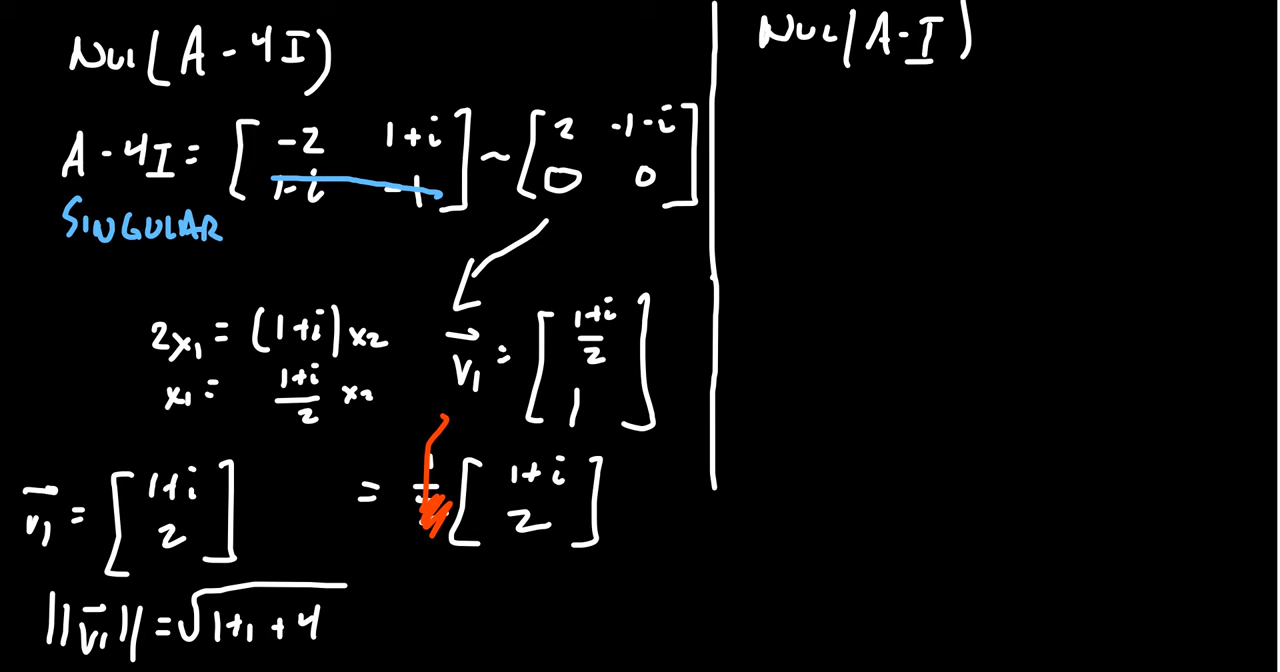 Nul(A - 4I)
A - 4I = [ -2 1+i ; 1-i -1 ] ~ [ 2 -1-i ; 0 0 ]
SINGULAR
2x₁ = (1+i)x₂
x₁ = (1+i)/2 x₂
v₁ = [ (1+i)/2 ; 1 ]
= [ 1+i ; 2 ]
v₁ = [ 1+i ; 2 ]
||v₁|| = √(1+1+4)
Nul(A - I)